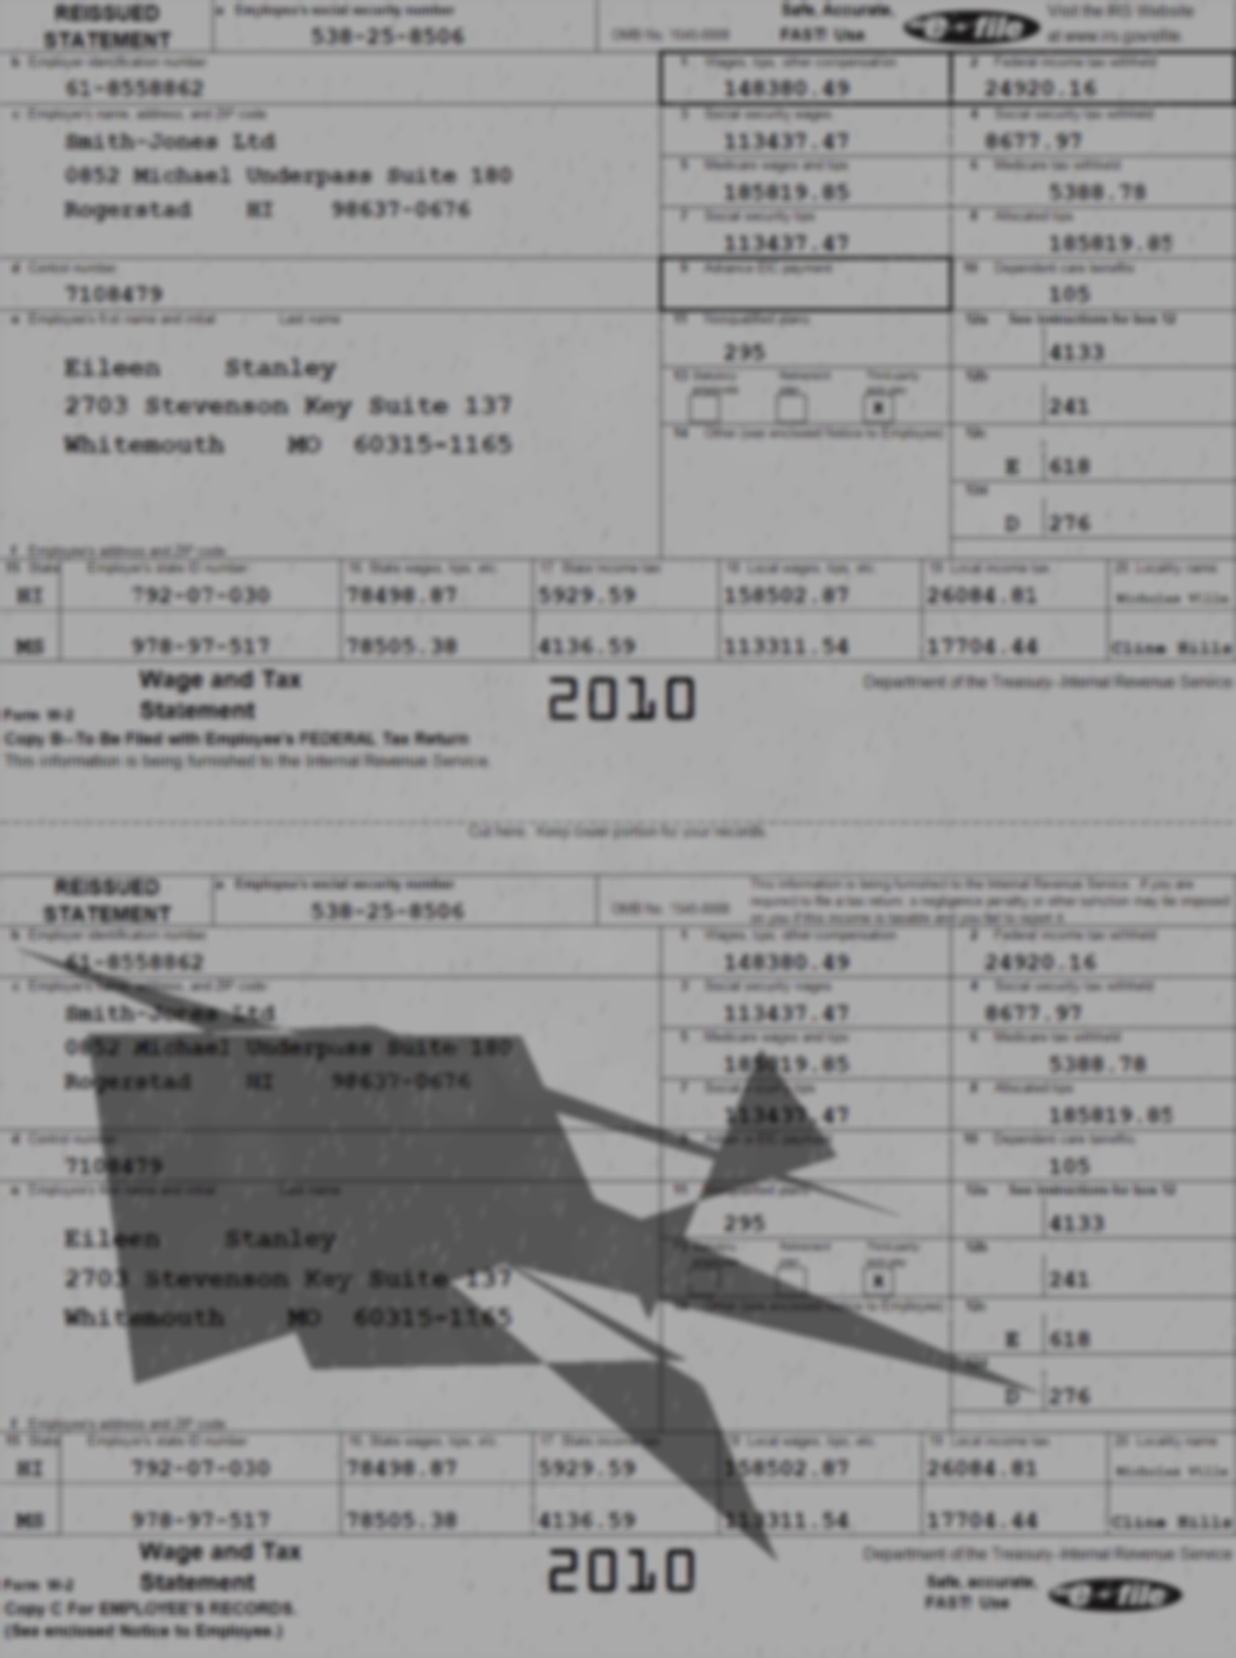 REISSUED STATEMENT
a Employee's social security number
538-25-8506
OMB No. 1545-0008
Safe, Accurate, FAST! Use
e-file
Visit the IRS Website at www.irs.gov/efile.
b Employer identification number
61-8558862
1 Wages, tips, other compensation
148380.49
2 Federal income tax withheld
24920.16
c Employer's name, address, and ZIP code
Smith-Jones Ltd
0852 Michael Underpass Suite 180
Rogerstad HI 98637-0676
3 Social security wages
113437.47
4 Social security tax withheld
8677.97
5 Medicare wages and tips
185819.85
6 Medicare tax withheld
5388.78
7 Social security tips
113437.47
8 Allocated tips
185819.85
d Control number
7108479
9 Advance EIC payment
10 Dependent care benefits
105
e Employee's first name and initial Last name
Eileen Stanley
2703 Stevenson Key Suite 137
Whitemouth MO 60315-1165
11 Nonqualified plans
295
12a See instructions for box 12
4133
13 Statutory employee Retirement plan Third-party sick pay
X
12b
241
14 Other (see enclosed Notice to Employee)
12c
E 618
12d
D 276
f Employee's address and ZIP code
15 State Employer's state ID number 16 State wages, tips, etc. 17 State income tax 18 Local wages, tips, etc. 19 Local income tax 20 Locality name
HI 792-07-030 78498.87 5929.59 158502.87 26084.81
MS 978-97-517 78505.38 4136.59 113311.54 17704.44 Cline Hills
Form W-2 Wage and Tax Statement
2010
Department of the Treasury-Internal Revenue Service
Copy B--To Be Filed with Employee's FEDERAL Tax Return
This information is being furnished to the Internal Revenue Service.
Cut here. Keep lower portion for your records.
REISSUED STATEMENT
a Employee's social security number
538-25-8506
OMB No. 1545-0008
This information is being furnished to the Internal Revenue Service. If you are
required to file a tax return, a negligence penalty or other sanction may be imposed
on you if this income is taxable and you fail to report it.
b Employer identification number
61-8558862
1 Wages, tips, other compensation
148380.49
2 Federal income tax withheld
24920.16
c Employer's name, address, and ZIP code
Smith-Jones Ltd
0852 Michael Underpass Suite 180
Rogerstad HI 98637-0676
3 Social security wages
113437.47
4 Social security tax withheld
8677.97
5 Medicare wages and tips
185819.85
6 Medicare tax withheld
5388.78
7 Social security tips
113437.47
8 Allocated tips
185819.85
d Control number
7108479
9 Advance EIC payment
10 Dependent care benefits
105
e Employee's first name and initial Last name
Eileen Stanley
2703 Stevenson Key Suite 137
Whitemouth MO 60315-1165
11 Nonqualified plans
295
12a See instructions for box 12
4133
13 Statutory employee Retirement plan Third-party sick pay
X
12b
241
14 Other (see enclosed Notice to Employee)
12c
E 618
12d
D 276
f Employee's address and ZIP code
15 State Employer's state ID number 16 State wages, tips, etc. 17 State income tax 18 Local wages, tips, etc. 19 Local income tax 20 Locality name
HI 792-07-030 78498.87 5929.59 158502.87 26084.81
MS 978-97-517 78505.38 4136.59 113311.54 17704.44 Cline Hills
Form W-2 Wage and Tax Statement
2010
Department of the Treasury-Internal Revenue Service
Copy C For EMPLOYEE'S RECORDS.
(See enclosed Notice to Employee.)
Safe, accurate, FAST! Use
e-file